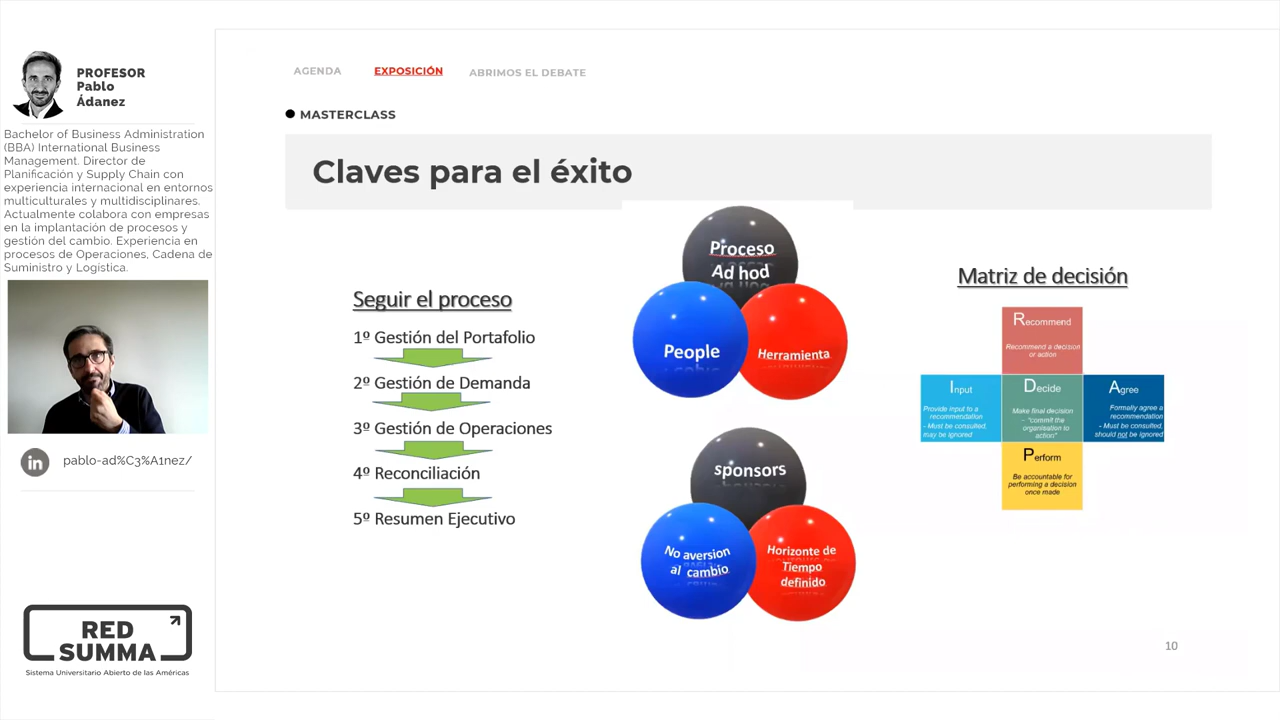 PROFESOR
Pablo
Ádanez
Bachelor of Business Administration
(BBA) International Business
Management. Director de
Planificación y Supply Chain con
experiencia internacional en entornos
multiculturales y multidisplinares.
Actualmente colabora con empresas
en la implantación de procesos y
gestión del cambio. Experiencia en
procesos de Operaciones, Cadena de
Suministro y Logística.
in
pablo-ad%C3%A1nez/
RED
SUMMA
Sistema Universitario Abierto de las Américas
AGENDA
EXPOSICIÓN
ABRIMOS EL DEBATE
MASTERCLASS
Claves para el éxito
Seguir el proceso
1º Gestión del Portafolio
2º Gestión de Demanda
3º Gestión de Operaciones
4º Reconciliación
5º Resumen Ejecutivo
Proceso
Ad hod
People
Herramienta
sponsors
No aversion
al cambio
Horizonte de
Tiempo
definido
Matriz de decisión
Recommend
Recommend a decision
or action
Input
Provide input to a
recommendation
- Must be consulted,
may be ignored
Decide
Make final decision
– "commit the
organisation to
action"
Agree
Formally agree a
recommendation
- Must be consulted,
should not be ignored
Perform
Be accountable for
performing a decision
once made
10